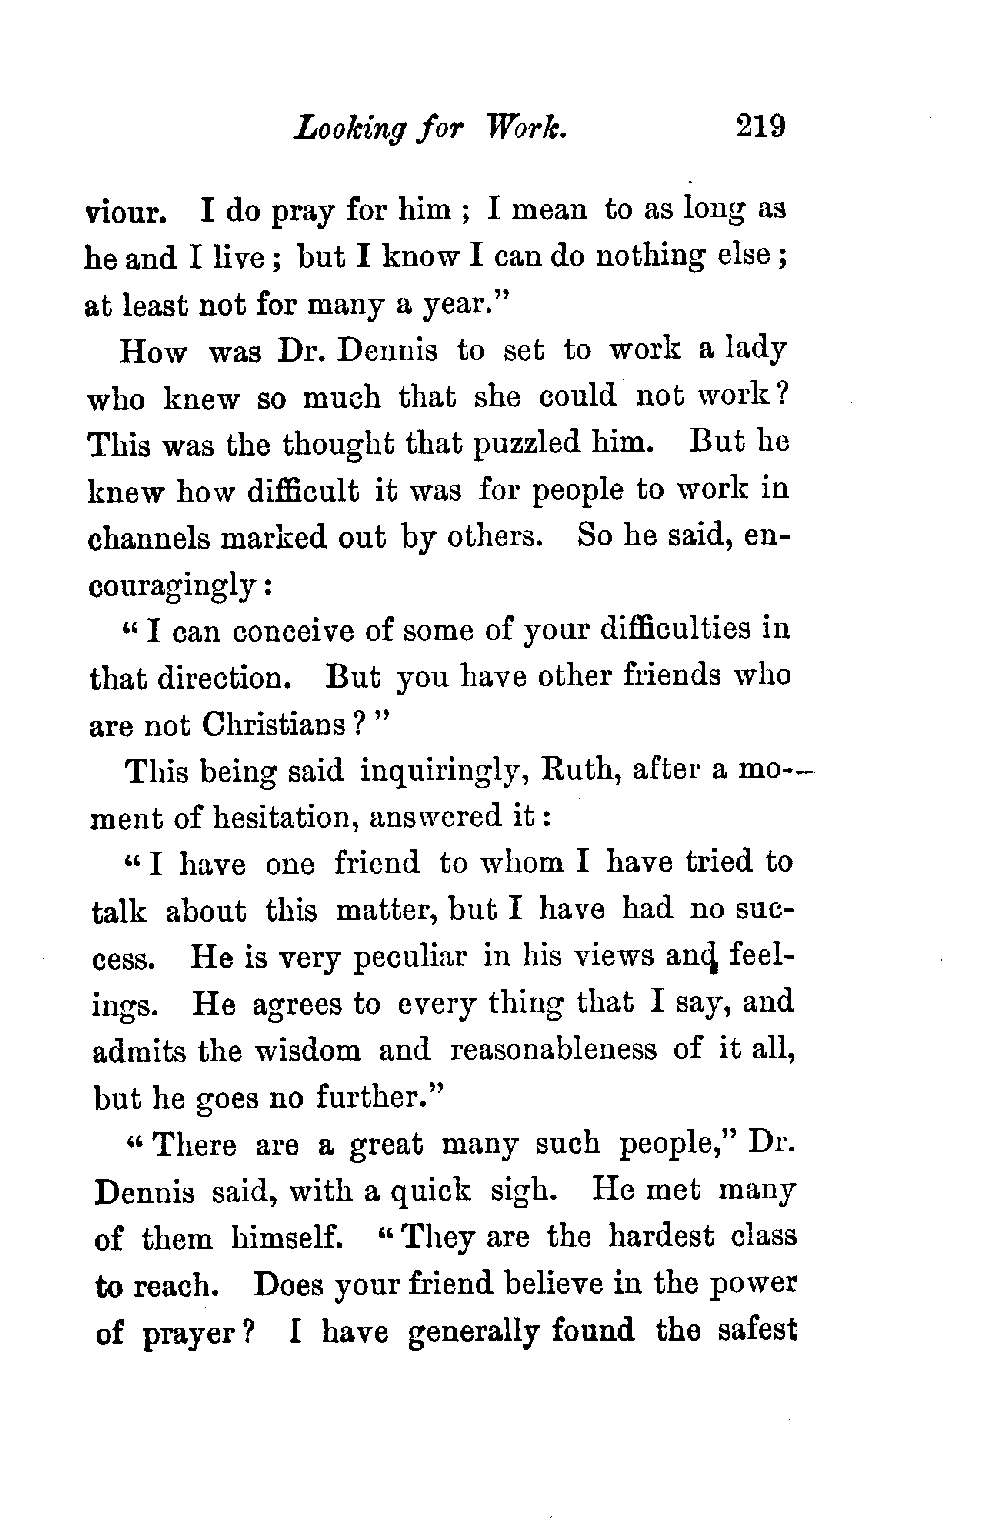 Looking for Work. 219
viour. I do pray for him ; I mean to as long as
he and I live ; but I know I can do nothing else ;
at least not for many a year.”
How was Dr. Dennis to set to work a lady
who knew so much that she could not work?
This was the thought that puzzled him. But he
knew how difficult it was for people to work in
channels marked out by others. So he said, en-
couragingly :
“ I can conceive of some of your difficulties in
that direction. But you have other friends who
are not Christians ? ”
This being said inquiringly, Ruth, after a mo-
ment of hesitation, answered it :
“ I have one friend to whom I have tried to
talk about this matter, but I have had no suc-
cess. He is very peculiar in his views and feel-
ings. He agrees to every thing that I say, and
admits the wisdom and reasonableness of it all,
but he goes no further.”
“ There are a great many such people,” Dr.
Dennis said, with a quick sigh. He met many
of them himself. “ They are the hardest class
to reach. Does your friend believe in the power
of prayer ? I have generally found the safest